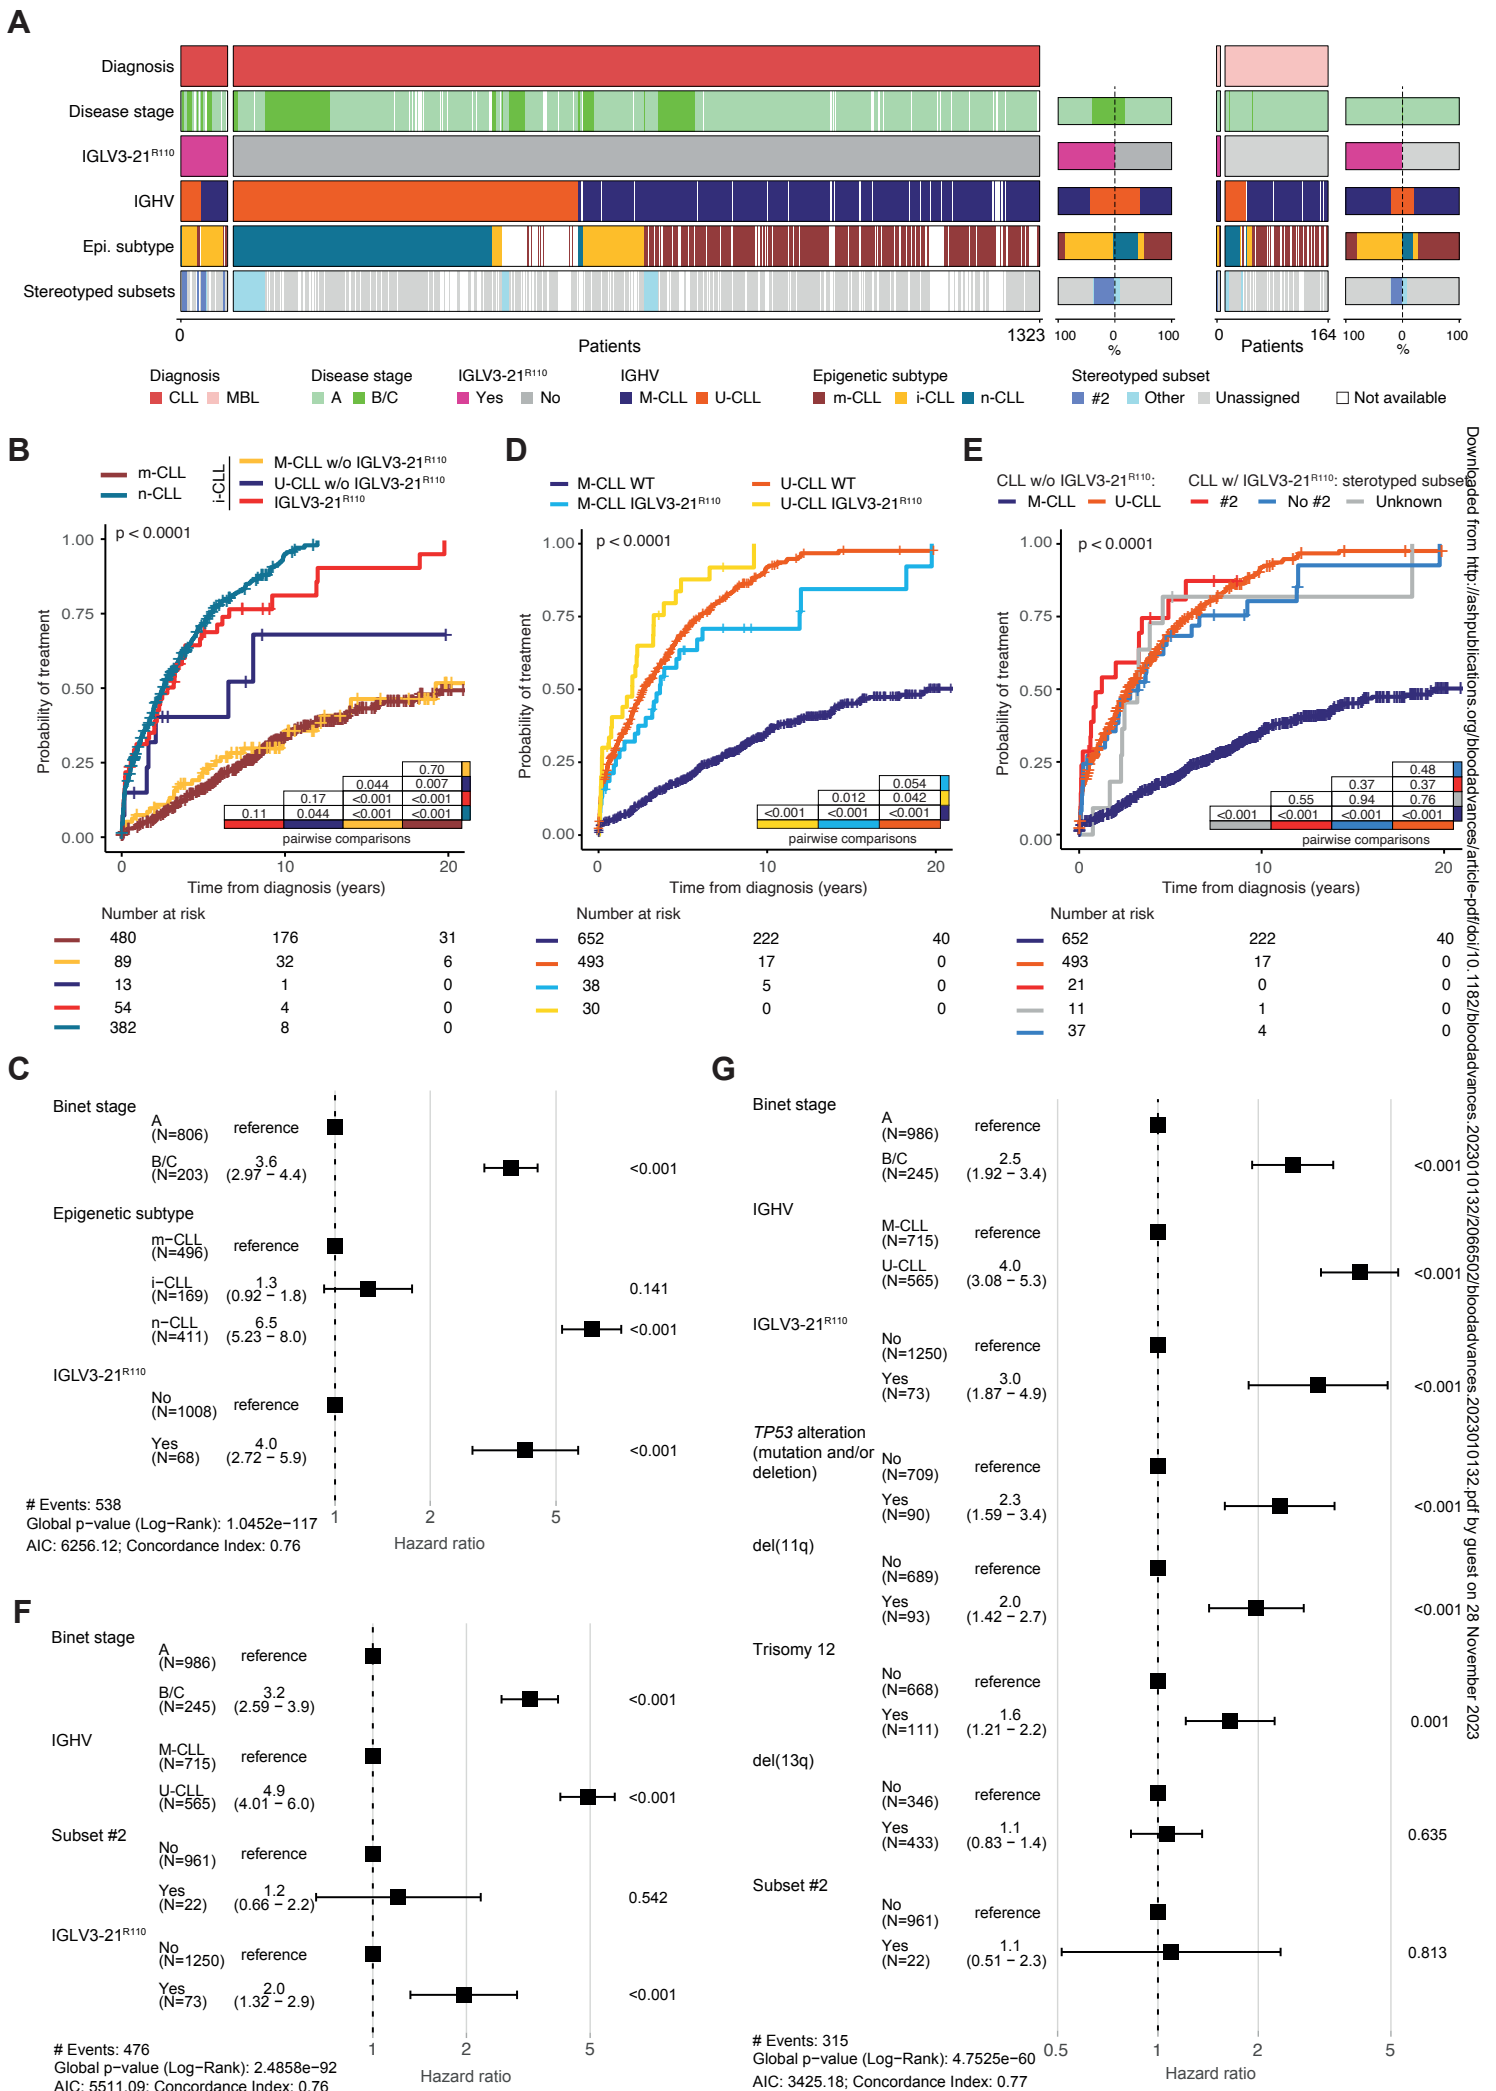 A
Diagnosis
Disease stage
IGLV3-21R110
IGHV
Epi. subtype
Stereotyped subsets
0 1323
Patients
100 0 100
%
0 164
Patients
100 0 100
%
Diagnosis
CLL MBL
Disease stage
A B/C
IGLV3-21R110
Yes No
IGHV
M-CLL U-CLL
Epigenetic subtype
m-CLL i-CLL n-CLL
Stereotyped subset
#2 Other Unassigned
Not available
B
m-CLL
n-CLL
i-CLL
M-CLL w/o IGLV3-21R110
U-CLL w/o IGLV3-21R110
IGLV3-21R110
p < 0.0001
Probability of treatment
1.00
0.75
0.50
0.25
0.00
0.70
0.044 0.007
0.17 <0.001 <0.001
0.11 0.044 <0.001 <0.001
pairwise comparisons
0 10 20
Time from diagnosis (years)
Number at risk
480 176 31
89 32 6
13 1 0
54 4 0
382 8 0
D
M-CLL WT
M-CLL IGLV3-21R110
U-CLL WT
U-CLL IGLV3-21R110
p < 0.0001
Probability of treatment
1.00
0.75
0.50
0.25
0.00
0.054
0.012 0.042
<0.001 <0.001 <0.001
pairwise comparisons
0 10 20
Time from diagnosis (years)
Number at risk
652 222 40
493 17 0
38 5 0
30 0 0
E
CLL w/o IGLV3-21R110:
M-CLL U-CLL
CLL w/ IGLV3-21R110: sterotyped subset
#2 No #2 Unknown
p < 0.0001
Probability of treatment
1.00
0.75
0.50
0.25
0.00
0.48
0.37 0.37
0.55 0.94 0.76
<0.001 <0.001 <0.001 <0.001
pairwise comparisons
0 10 20
Time from diagnosis (years)
Number at risk
652 222 40
493 17 0
21 0 0
11 1 0
37 4 0
C
Binet stage
A
(N=806) reference
B/C 3.6
(N=203) (2.97 − 4.4) <0.001
Epigenetic subtype
m−CLL
(N=496) reference
i−CLL 1.3
(N=169) (0.92 − 1.8) 0.141
n−CLL 6.5
(N=411) (5.23 − 8.0) <0.001
IGLV3-21R110
No
(N=1008) reference
Yes 4.0
(N=68) (2.72 − 5.9) <0.001
# Events: 538
Global p−value (Log−Rank): 1.0452e−117
AIC: 6256.12; Concordance Index: 0.76
1 2 5
Hazard ratio
F
Binet stage
A
(N=986) reference
B/C 3.2
(N=245) (2.59 − 3.9) <0.001
IGHV
M-CLL
(N=715) reference
U-CLL 4.9
(N=565) (4.01 − 6.0) <0.001
Subset #2
No
(N=961) reference
Yes 1.2
(N=22) (0.66 − 2.2) 0.542
IGLV3-21R110
No
(N=1250) reference
Yes 2.0
(N=73) (1.32 − 2.9) <0.001
# Events: 476
Global p−value (Log−Rank): 2.4858e−92
AIC: 5511.09; Concordance Index: 0.76
1 2 5
Hazard ratio
G
Binet stage
A
(N=986) reference
B/C 2.5
(N=245) (1.92 − 3.4) <0.001
IGHV
M-CLL
(N=715) reference
U-CLL 4.0
(N=565) (3.08 − 5.3) <0.001
IGLV3-21R110
No
(N=1250) reference
Yes 3.0
(N=73) (1.87 − 4.9) <0.001
TP53 alteration
(mutation and/or
deletion)
No
(N=709) reference
Yes 2.3
(N=90) (1.59 − 3.4) <0.001
del(11q)
No
(N=689) reference
Yes 2.0
(N=93) (1.42 − 2.7) <0.001
Trisomy 12
No
(N=668) reference
Yes 1.6
(N=111) (1.21 − 2.2) 0.001
del(13q)
No
(N=346) reference
Yes 1.1
(N=433) (0.83 − 1.4) 0.635
Subset #2
No
(N=961) reference
Yes 1.1
(N=22) (0.51 − 2.3) 0.813
# Events: 315
Global p−value (Log−Rank): 4.7525e−60
AIC: 3425.18; Concordance Index: 0.77
0.5 1 2 5
Hazard ratio
Downloaded from http://ashpublications.org/bloodadvances/article-pdf/doi/10.1182/bloodadvances.2023010132/2066502/bloodadvances.2023010132.pdf by guest on 28 November 2023